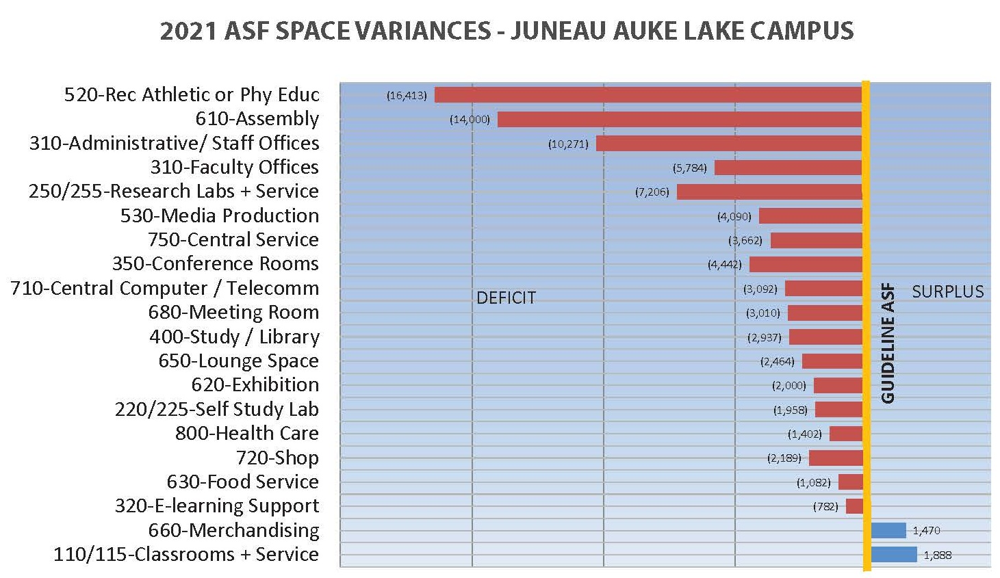 2021 ASF SPACE VARIANCES - JUNEAU AUKE LAKE CAMPUS
520-Rec Athletic or Phy Educ (16,413)
610-Assembly (14,000)
310-Administrative/ Staff Offices (10,271)
310-Faculty Offices (5,784)
250/255-Research Labs + Service (7,206)
530-Media Production (4,090)
750-Central Service (3,662)
350-Conference Rooms (4,442)
710-Central Computer / Telecomm (3,092)
680-Meeting Room (3,010)
400-Study / Library (2,937)
650-Lounge Space (2,464)
620-Exhibition (2,000)
220/225-Self Study Lab (1,958)
800-Health Care (1,402)
720-Shop (2,189)
630-Food Service (1,082)
320-E-learning Support (782)
660-Merchandising 1,470
110/115-Classrooms + Service 1,888
DEFICIT
GUIDELINE ASF
SURPLUS